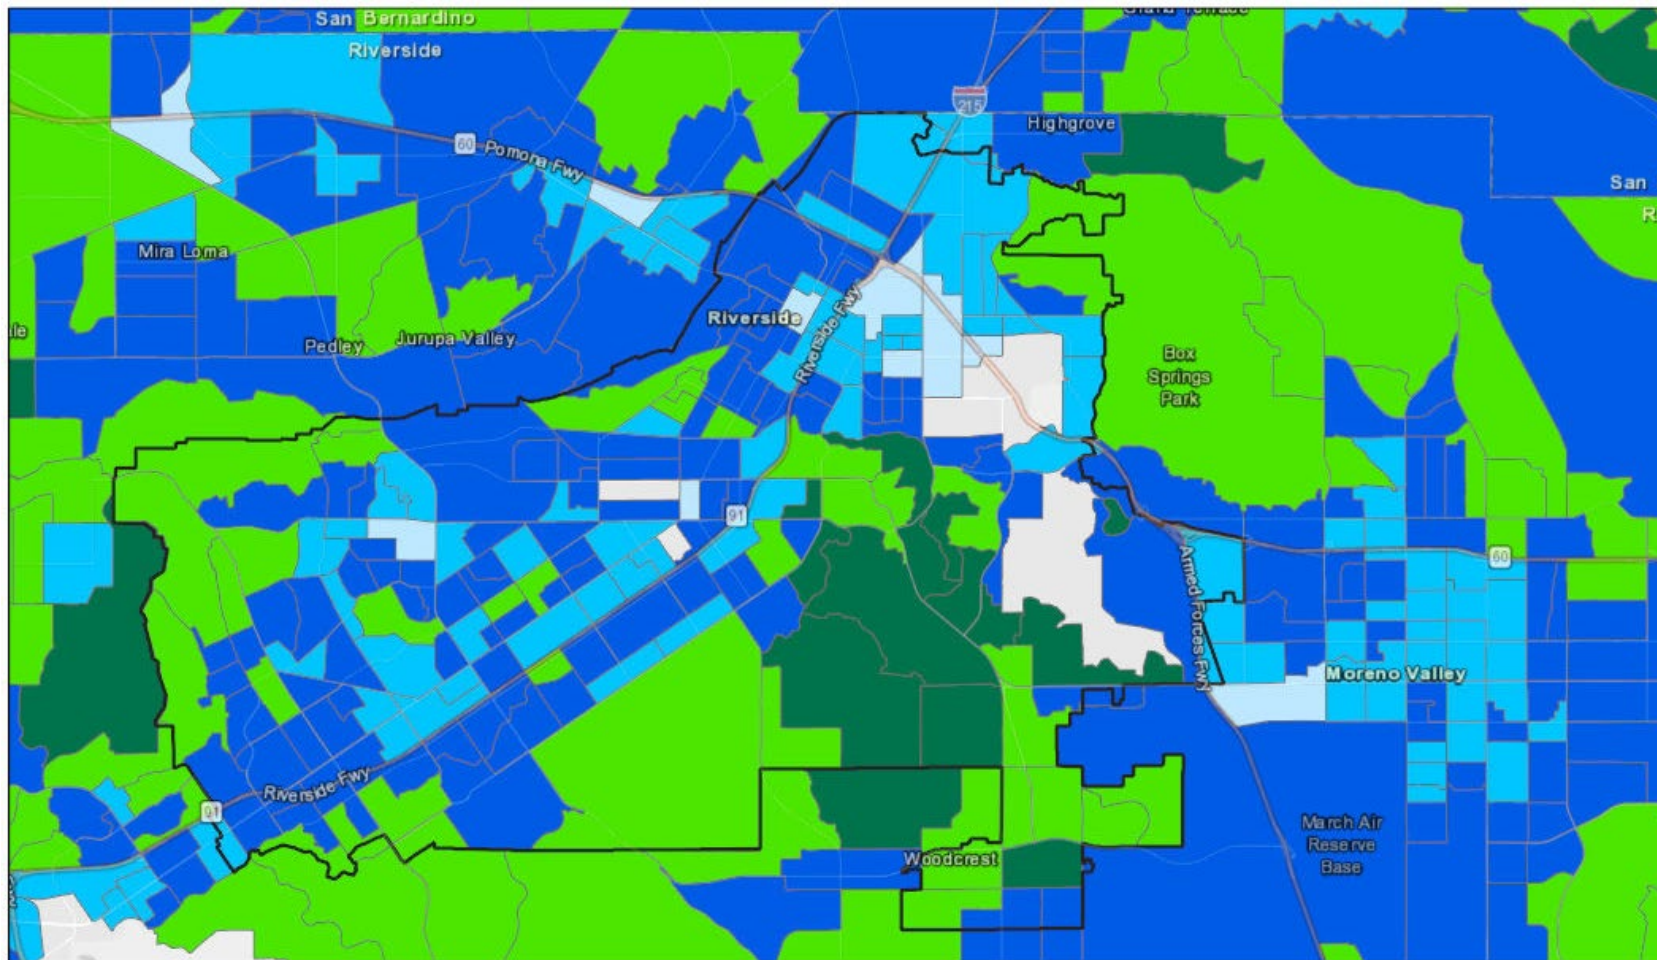 San Bernardino
Riverside
215
Highgrove
60
Pomona Fwy
San
R
Mira Loma
Riverside
Riverside Fwy
Pedley
Jurupa Valley
Box
Springs
Park
91
60
Armed Forces Fwy
Moreno Valley
Riverside Fwy
91
March Air
Reserve
Base
Woodcrest